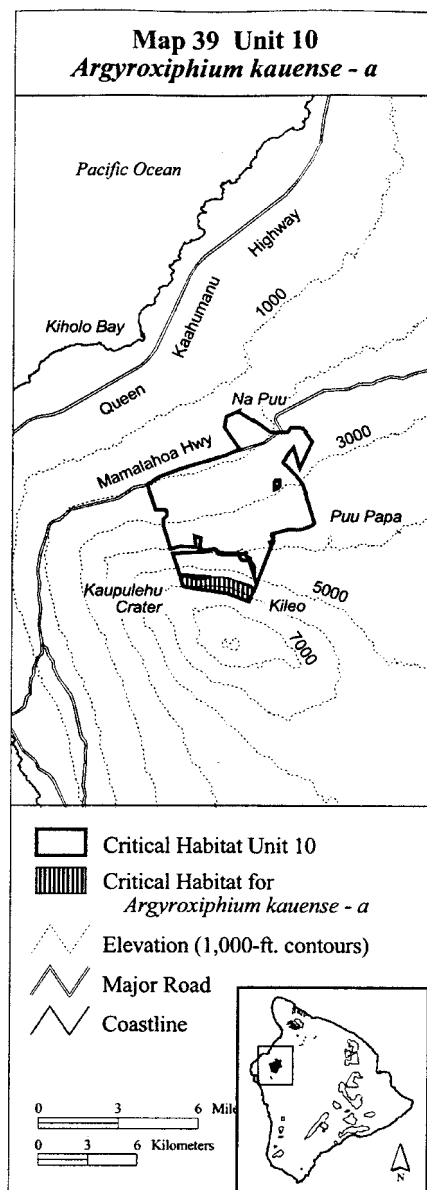 Map 39 Unit 10
Argyroxiphium kauense - a
Pacific Ocean
Highway
Kaahumanu
1000
Kiholo Bay
Queen
Na Puu
Mamalahoa Hwy
3000
Puu Papa
Kaupulehu
Crater
Kileo
5000
7000
Critical Habitat Unit 10
Critical Habitat for
Argyroxiphium kauense - a
Elevation (1,000-ft. contours)
Major Road
Coastline
0 3 6 Mile
0 3 6 Kilometers
N